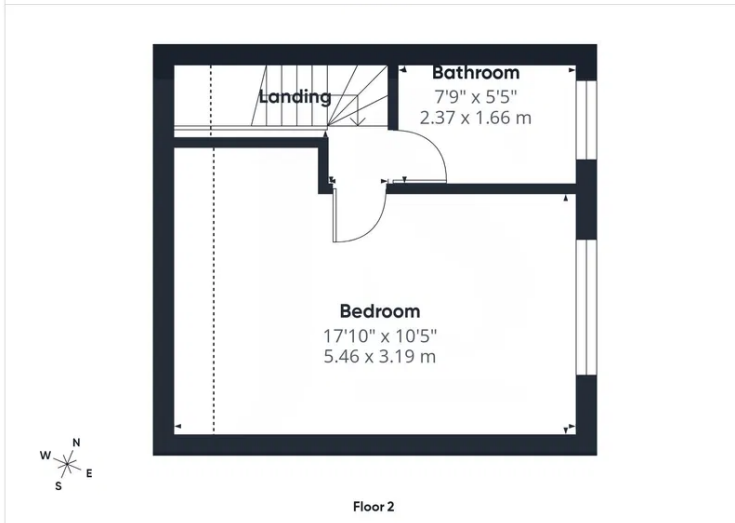 Bathroom
7'9" x 5'5"
2.37 x 1.66 m
Landing
Bedroom
17'10" x 10'5"
5.46 x 3.19 m
N
W
E
S
Floor 2